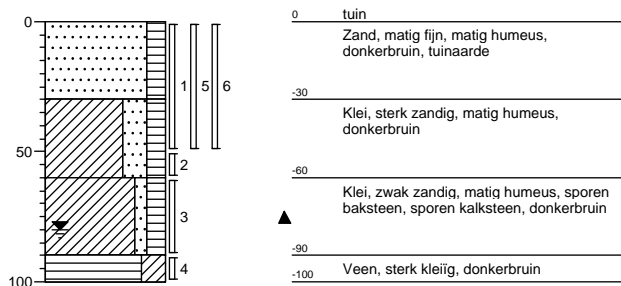 0
50
100
1
5
6
2
3
4
0 tuin
Zand, matig fijn, matig humeus,
donkerbruin, tuinaarde
-30
Klei, sterk zandig, matig humeus,
donkerbruin
-60
Klei, zwak zandig, matig humeus, sporen
baksteen, sporen kalksteen, donkerbruin
-90
Veen, sterk kleiïg, donkerbruin
-100